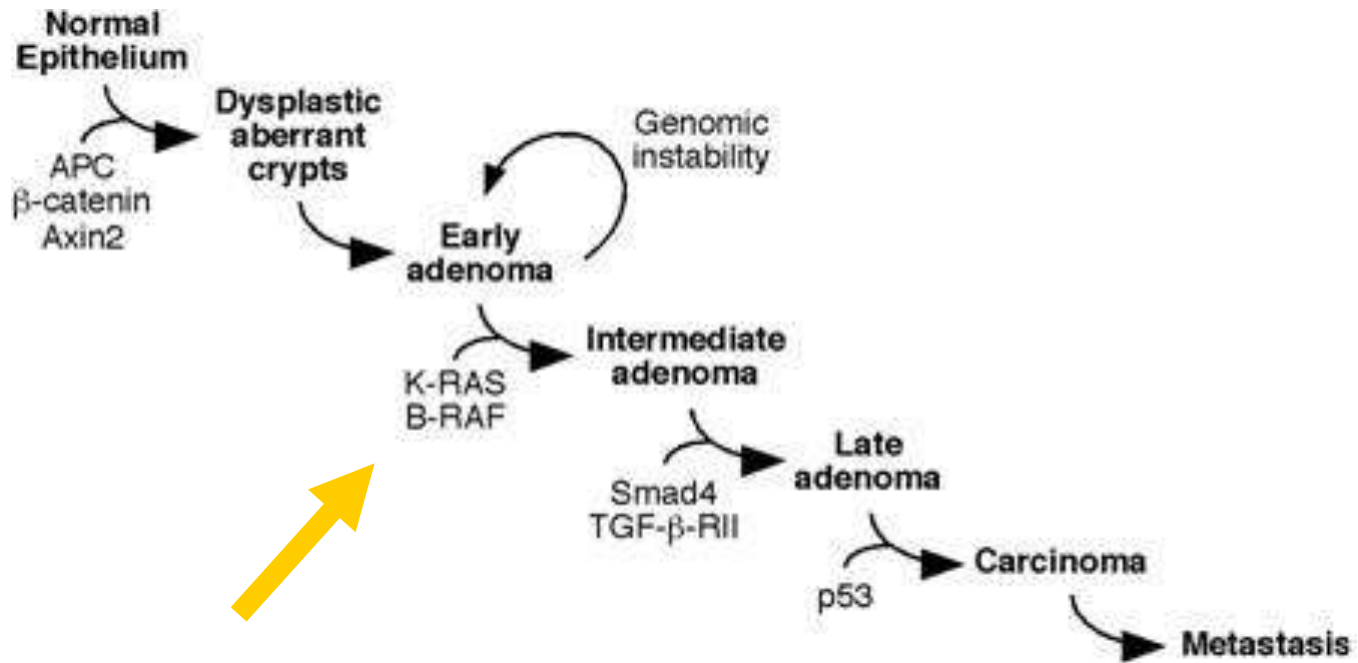 Normal
Epithelium
Dysplastic
aberrant
crypts
APC
β-catenin
Axin2
Genomic
instability
Early
adenoma
K-RAS
B-RAF
Intermediate
adenoma
Smad4
TGF-β-RII
Late
adenoma
p53
Carcinoma
Metastasis